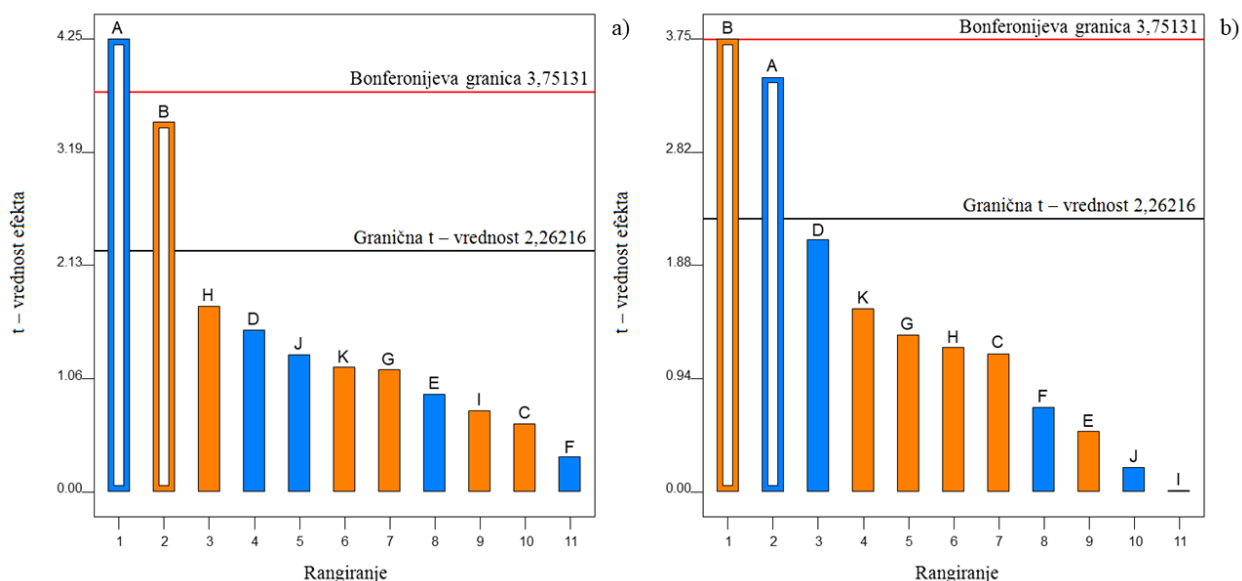 a)
4.25
3.19
2.13
1.06
0.00
t – vrednost efekta
Bonferonijeva granica 3,75131
Granična t – vrednost 2,26216
A
B
H
D
J
K
G
E
I
C
F
1 2 3 4 5 6 7 8 9 10 11
Rangiranje
b)
3.75
2.82
1.88
0.94
0.00
t – vrednost efekta
Bonferonijeva granica 3,75131
Granična t – vrednost 2,26216
B
A
D
K
G
H
C
F
E
J
I
1 2 3 4 5 6 7 8 9 10 11
Rangiranje